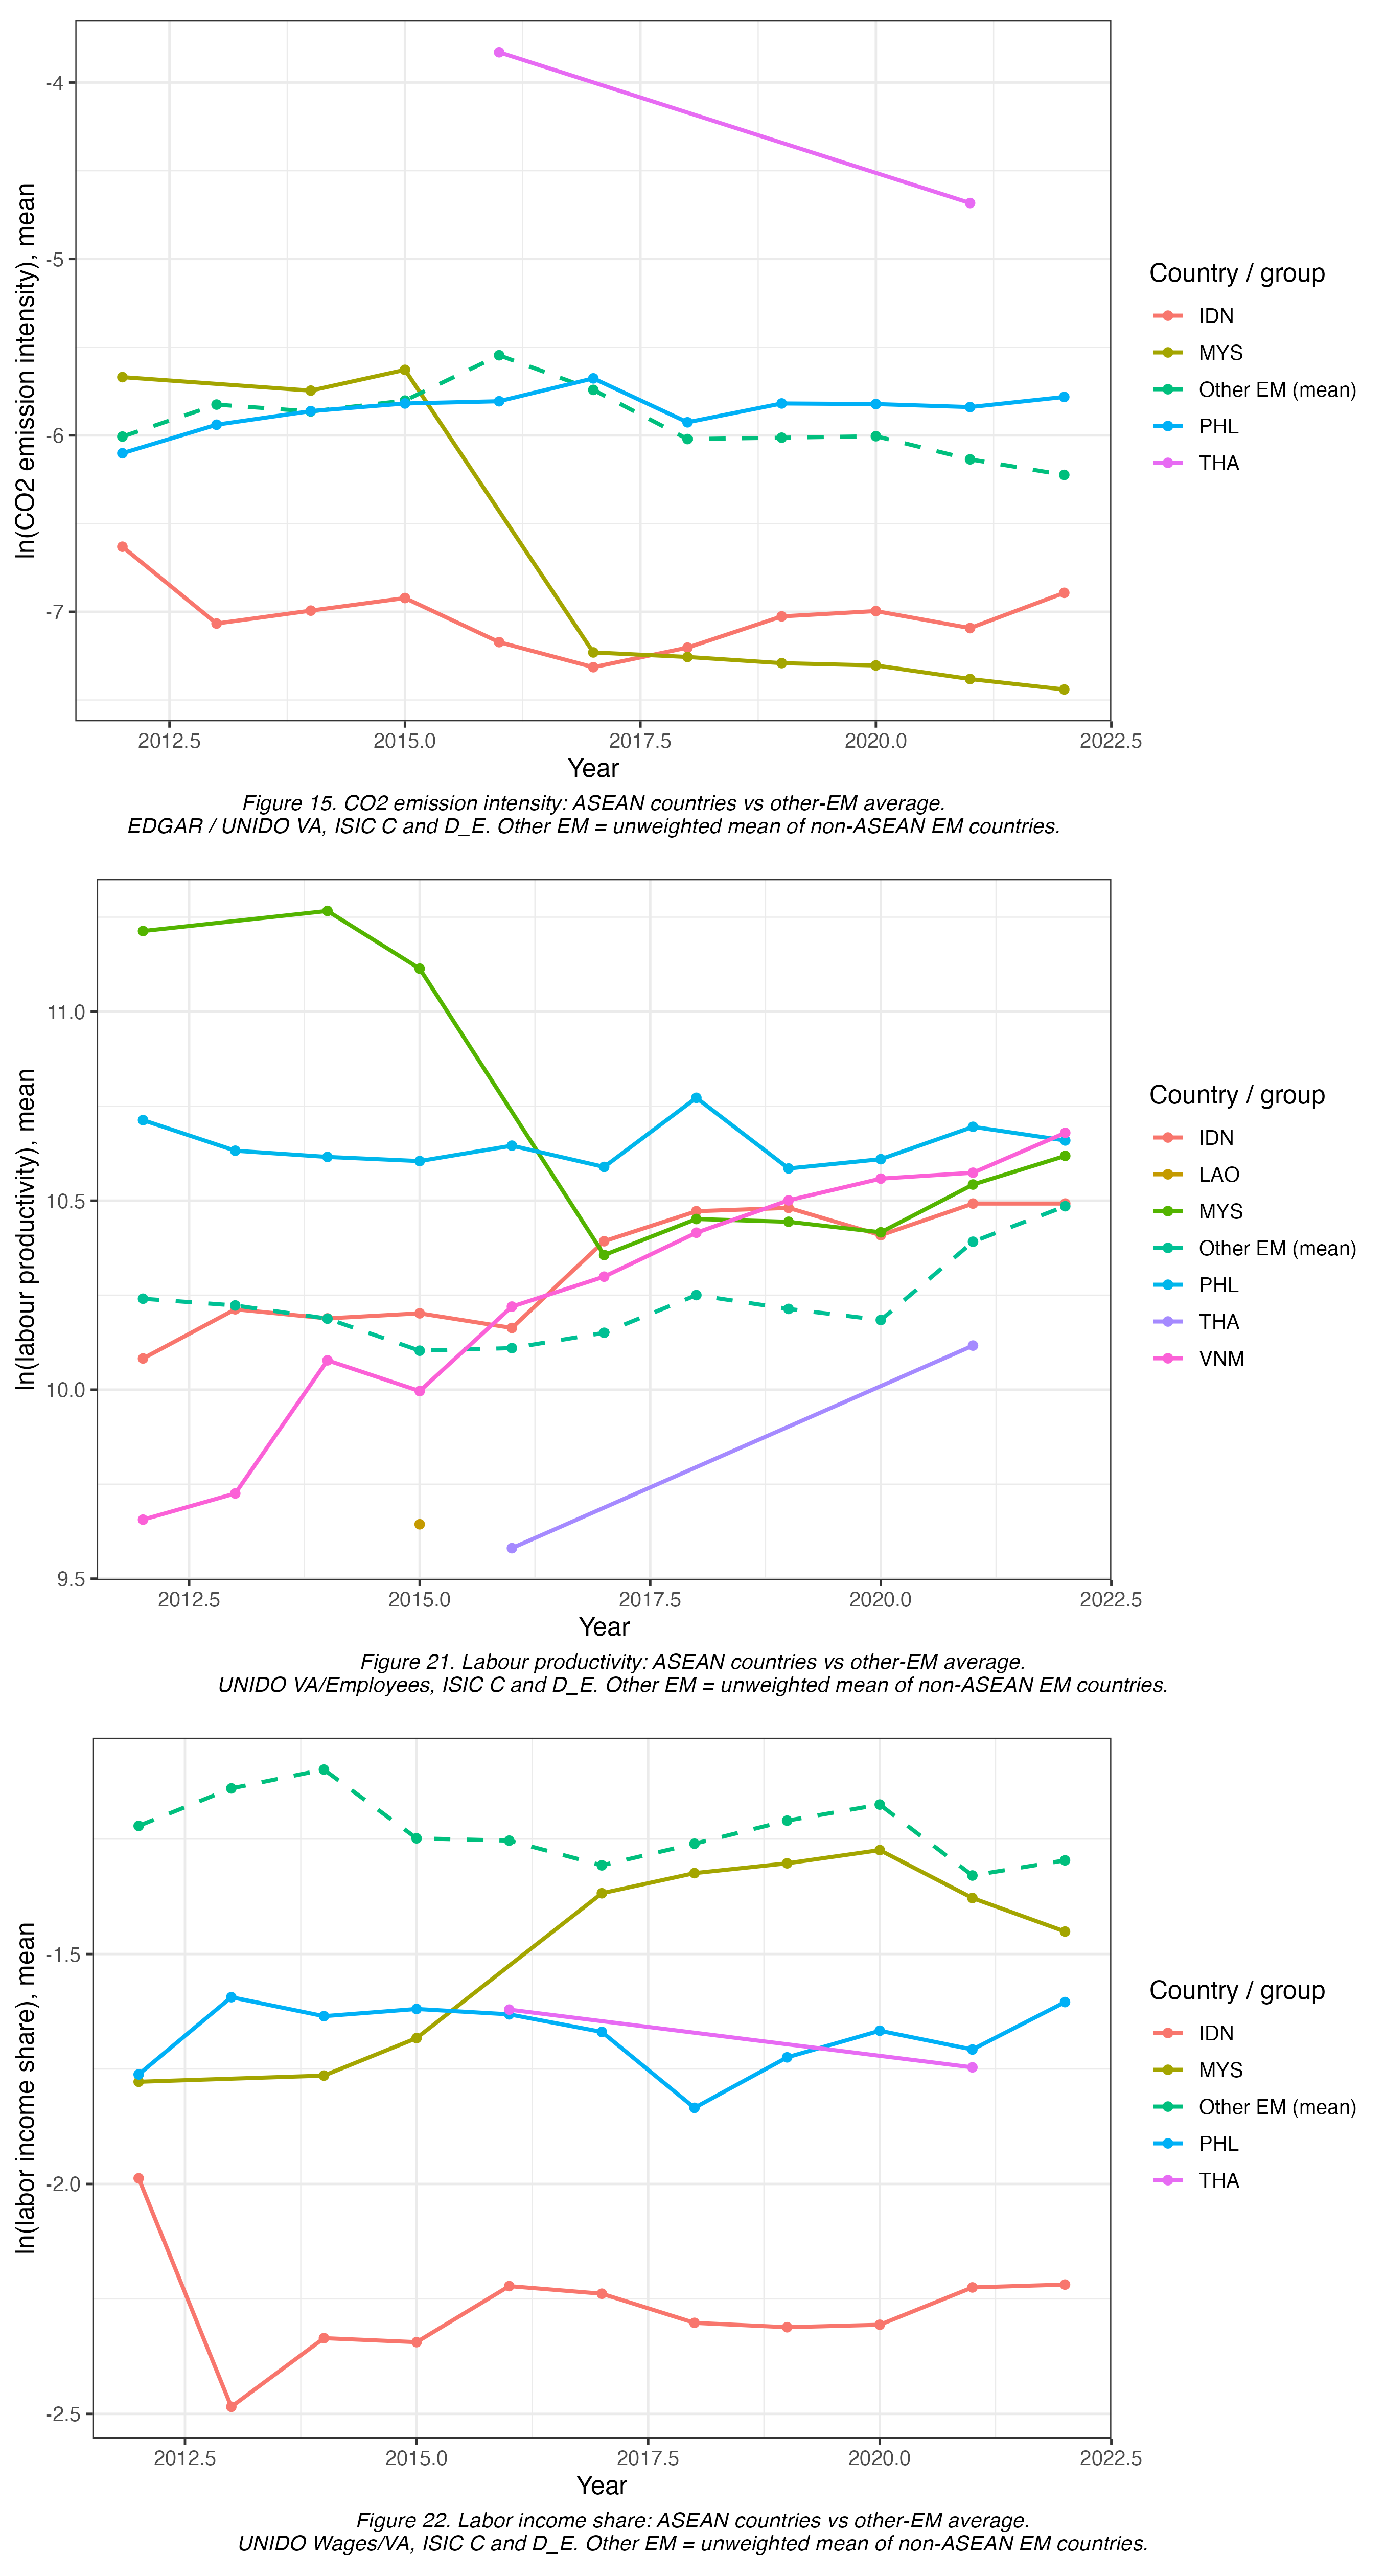 -4
-5
-6
-7
ln(CO2 emission intensity), mean
2012.5
2015.0
2017.5
2020.0
2022.5
Year
Country / group
IDN
MYS
Other EM (mean)
PHL
THA
Figure 15. CO2 emission intensity: ASEAN countries vs other-EM average.
EDGAR / UNIDO VA, ISIC C and D_E. Other EM = unweighted mean of non-ASEAN EM countries.
11.0
10.5
10.0
9.5
ln(labour productivity), mean
2012.5
2015.0
2017.5
2020.0
2022.5
Year
Country / group
IDN
LAO
MYS
Other EM (mean)
PHL
THA
VNM
Figure 21. Labour productivity: ASEAN countries vs other-EM average.
UNIDO VA/Employees, ISIC C and D_E. Other EM = unweighted mean of non-ASEAN EM countries.
-1.5
-2.0
-2.5
ln(labor income share), mean
2012.5
2015.0
2017.5
2020.0
2022.5
Year
Country / group
IDN
MYS
Other EM (mean)
PHL
THA
Figure 22. Labor income share: ASEAN countries vs other-EM average.
UNIDO Wages/VA, ISIC C and D_E. Other EM = unweighted mean of non-ASEAN EM countries.